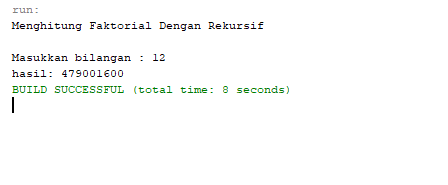 run:
Menghitung Faktorial Dengan Rekursif
Masukkan bilangan : 12
hasil: 479001600
BUILD SUCCESSFUL (total time: 8 seconds)